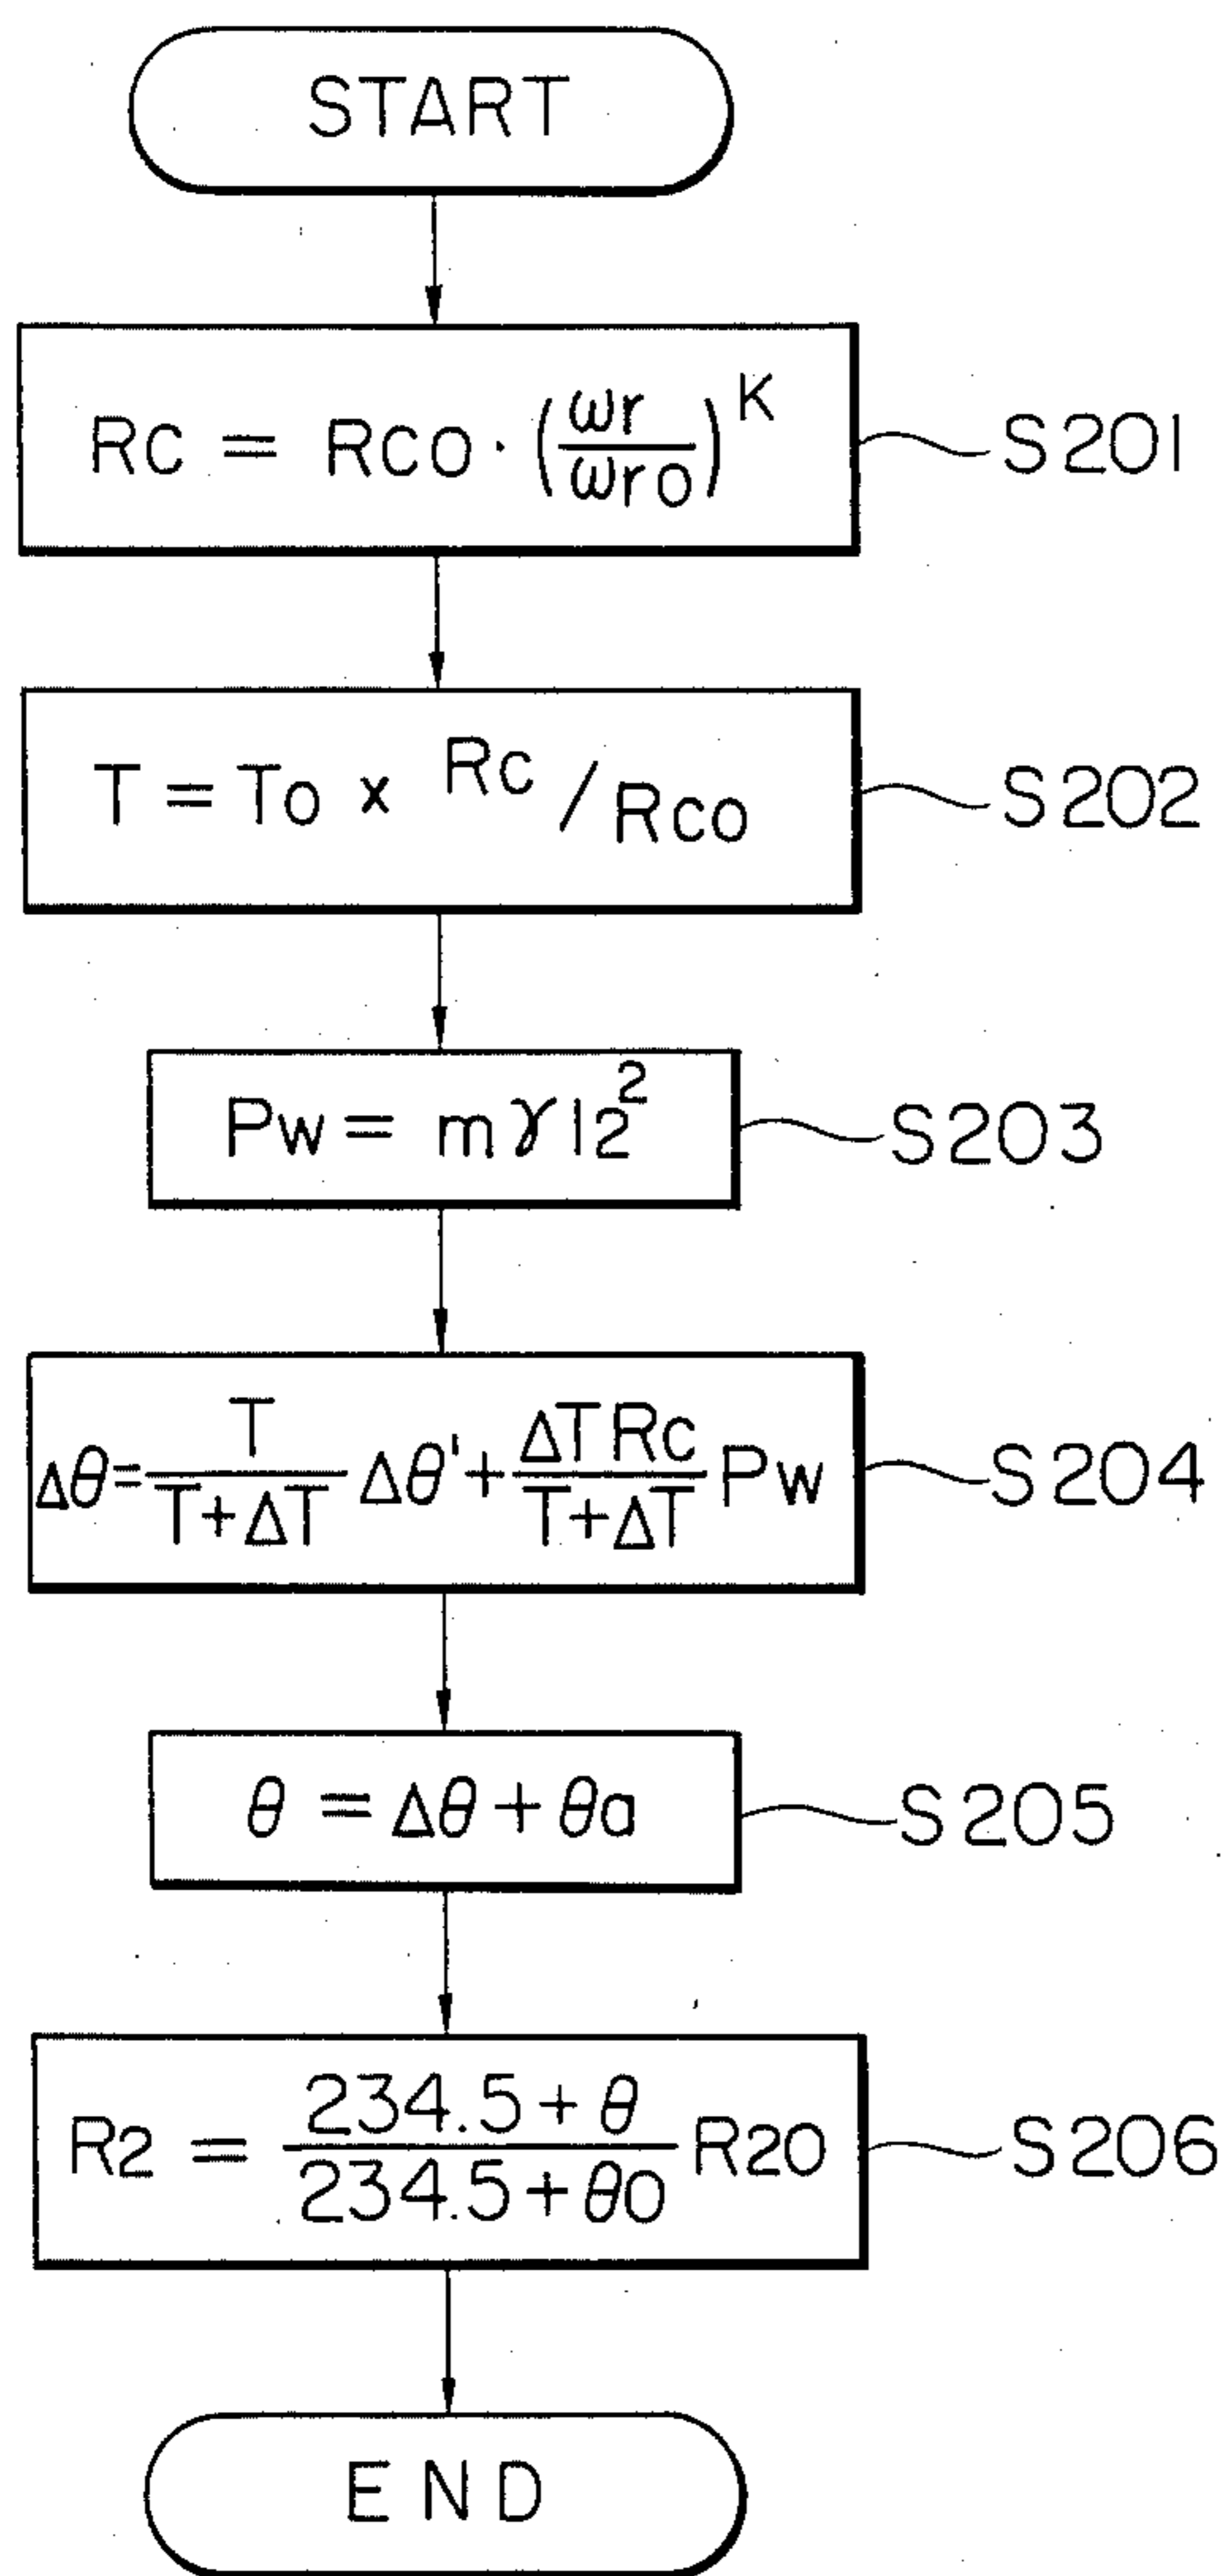 START
RC = RCO · (ωr / ωro)^K S201
T = To × Rc / Rco S202
Pw = mγI2² S203
Δθ = T / (T+ΔT) Δθ' + ΔTRc / (T+ΔT) Pw S204
θ = Δθ + θa S205
R2 = (234.5+θ) / (234.5+θ0) R20 S206
END